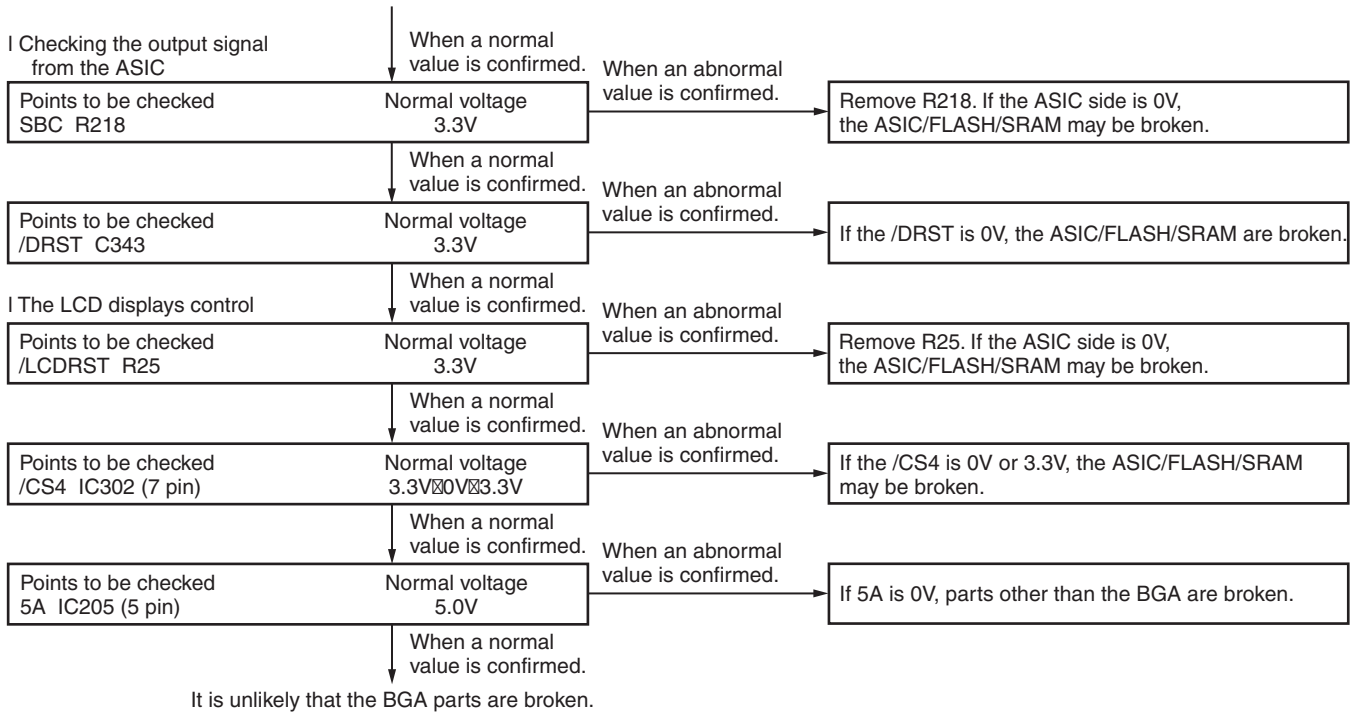 When a normal
value is confirmed.
l Checking the output signal
from the ASIC
Points to be checked Normal voltage
SBC R218 3.3V
When an abnormal
value is confirmed.
Remove R218. If the ASIC side is 0V,
the ASIC/FLASH/SRAM may be broken.
When a normal
value is confirmed.
Points to be checked Normal voltage
/DRST C343 3.3V
When an abnormal
value is confirmed.
If the /DRST is 0V, the ASIC/FLASH/SRAM are broken.
When a normal
value is confirmed.
l The LCD displays control
Points to be checked Normal voltage
/LCDRST R25 3.3V
When an abnormal
value is confirmed.
Remove R25. If the ASIC side is 0V,
the ASIC/FLASH/SRAM may be broken.
When a normal
value is confirmed.
Points to be checked Normal voltage
/CS4 IC302 (7 pin) 3.3V☒0V☒3.3V
When an abnormal
value is confirmed.
If the /CS4 is 0V or 3.3V, the ASIC/FLASH/SRAM
may be broken.
When a normal
value is confirmed.
Points to be checked Normal voltage
5A IC205 (5 pin) 5.0V
When an abnormal
value is confirmed.
If 5A is 0V, parts other than the BGA are broken.
When a normal
value is confirmed.
It is unlikely that the BGA parts are broken.